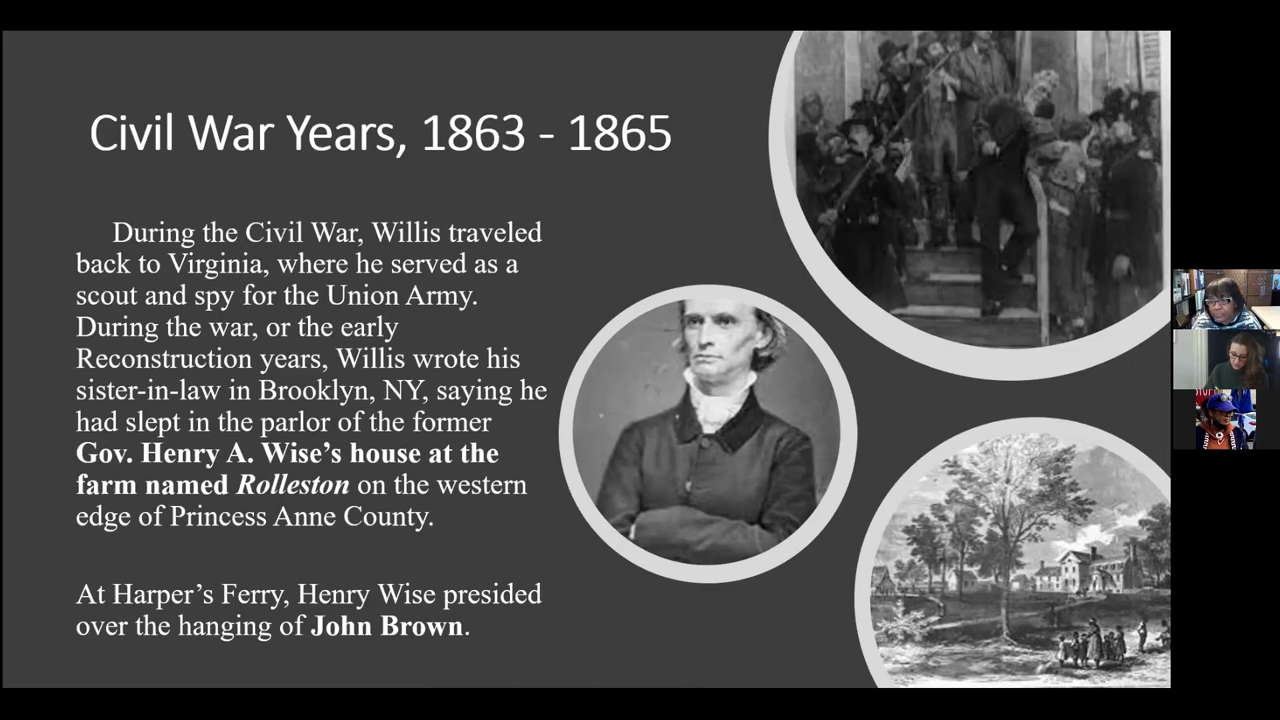 Civil War Years, 1863 - 1865
During the Civil War, Willis traveled
back to Virginia, where he served as a
scout and spy for the Union Army.
During the war, or the early
Reconstruction years, Willis wrote his
sister-in-law in Brooklyn, NY, saying he
had slept in the parlor of the former
Gov. Henry A. Wise’s house at the
farm named Rolleston on the western
edge of Princess Anne County.
At Harper’s Ferry, Henry Wise presided
over the hanging of John Brown.